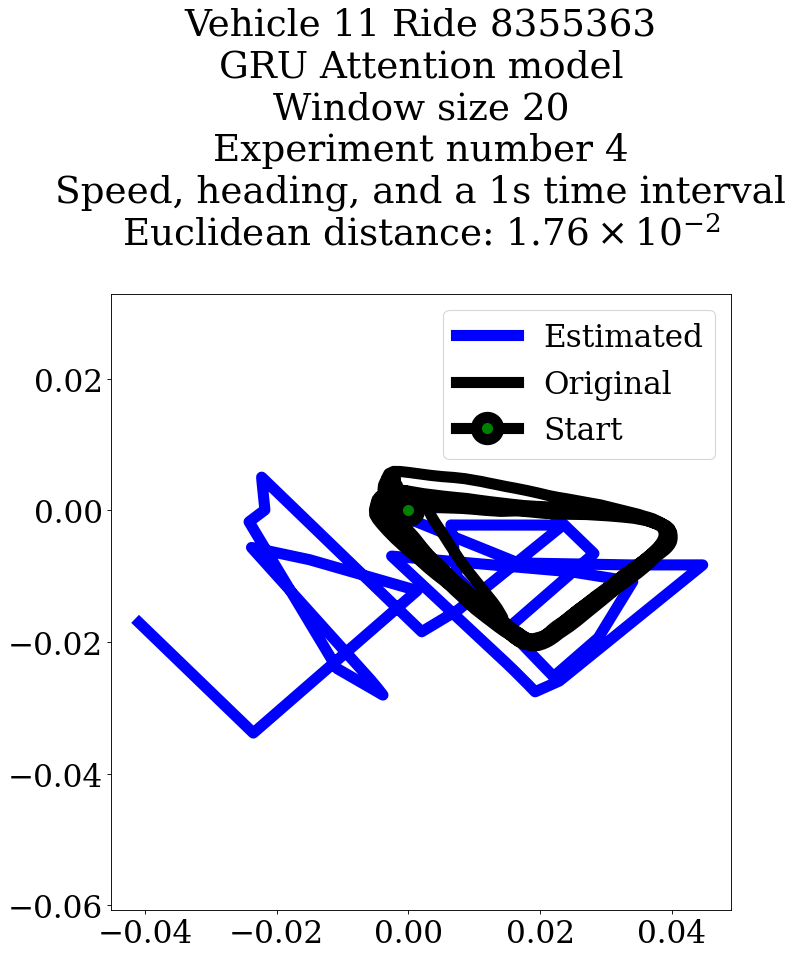 Vehicle 11 Ride 8355363
GRU Attention model
Window size 20
Experiment number 4
Speed, heading, and a 1s time interval
Euclidean distance: 1.76 × 10⁻²
Estimated
Original
Start
0.02
0.00
−0.02
−0.04
−0.06
−0.04 −0.02 0.00 0.02 0.04